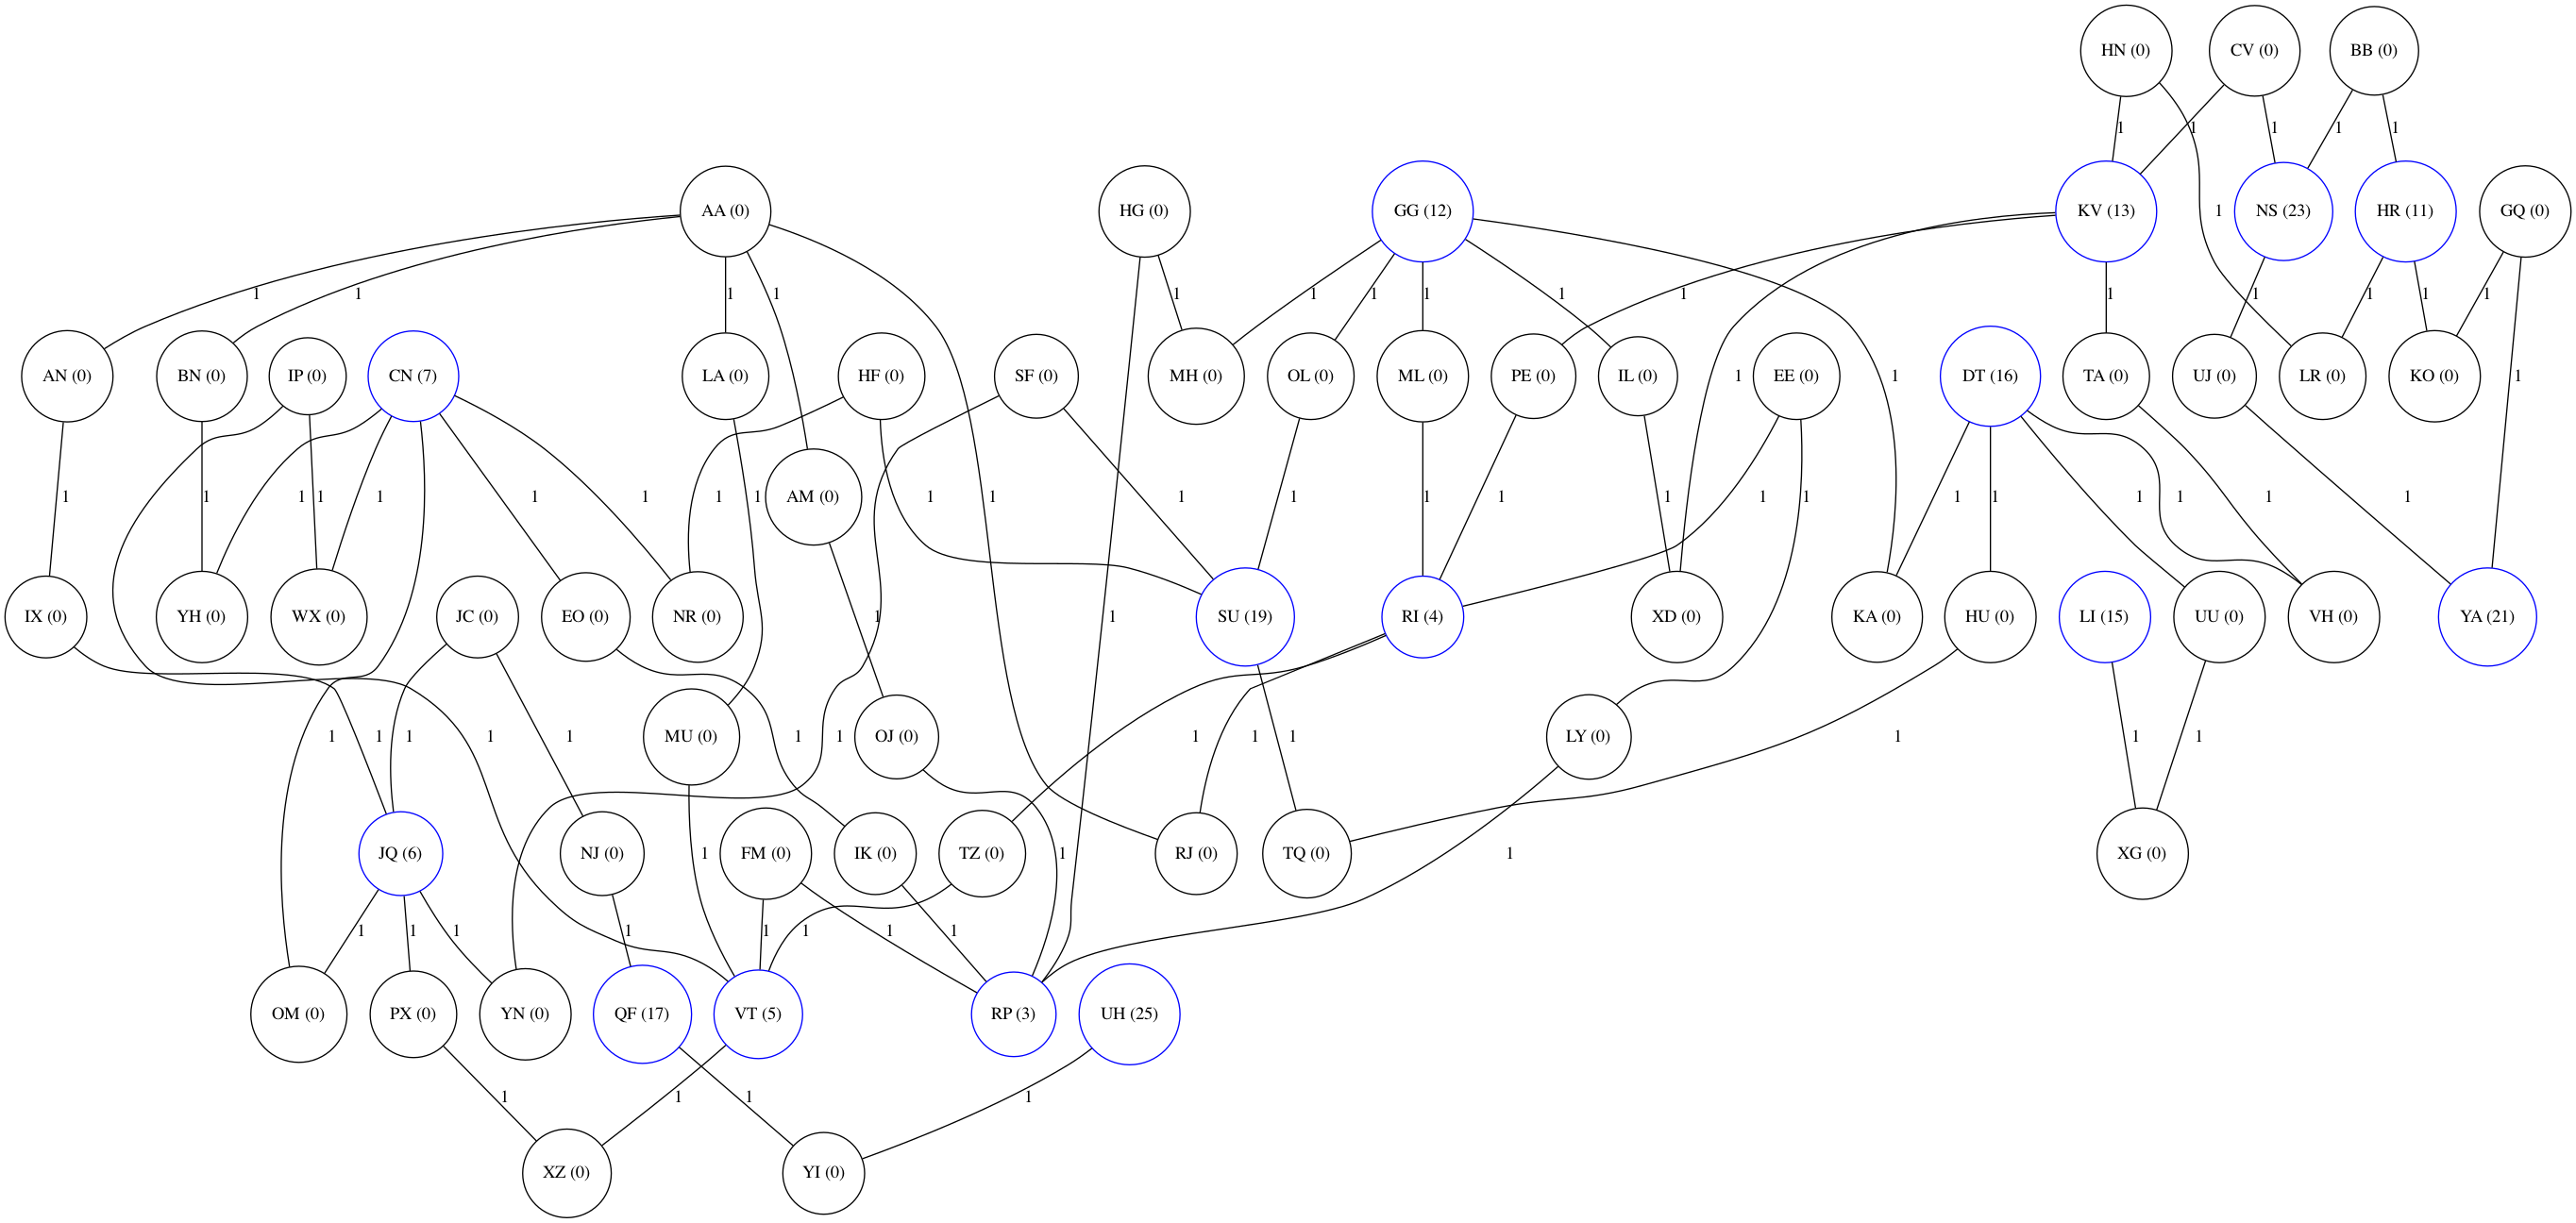 HN (0) CV (0) BB (0)
1 1 1 1 1
AA (0) HG (0) GG (12) KV (13) 1 NS (23) HR (11) GQ (0)
1 1 1 1 1 1 1 1 1 1 1 1 1 1 1
AN (0) BN (0) IP (0) CN (7) LA (0) HF (0) SF (0) MH (0) OL (0) ML (0) PE (0) IL (0) 1 EE (0) 1 DT (16) TA (0) UJ (0) LR (0) KO (0) 1
1 1 1 1 1 1 1 1 1 AM (0) 1 1 1 1 1 1 1 1 1 1 1 1 1 1 1
IX (0) YH (0) WX (0) JC (0) EO (0) NR (0) 1 1 SU (19) RI (4) XD (0) KA (0) HU (0) LI (15) UU (0) VH (0) YA (21)
1 1 1 1 1 MU (0) 1 1 OJ (0) 1 1 1 LY (0) 1 1 1
JQ (6) NJ (0) 1 FM (0) IK (0) TZ (0) 1 RJ (0) TQ (0) 1 XG (0)
1 1 1 1 1 1 1 1
OM (0) PX (0) YN (0) QF (17) VT (5) RP (3) UH (25)
1 1 1 1
XZ (0) YI (0)